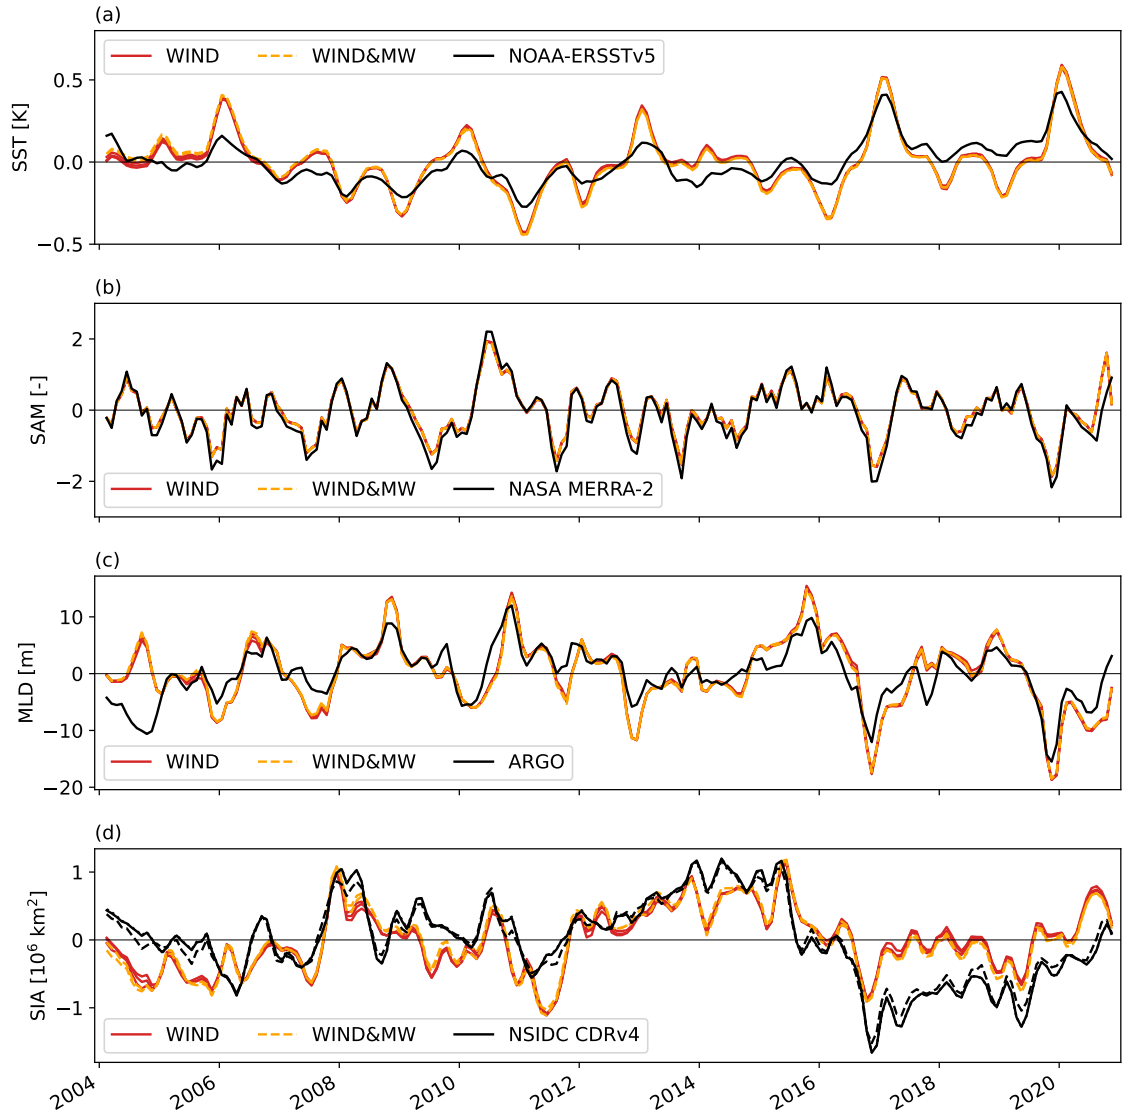 (a)
WIND WIND&MW NOAA-ERSSTv5
SST [K]
0.5
0.0
−0.5
(b)
SAM [-]
2
0
−2
WIND WIND&MW NASA MERRA-2
(c)
MLD [m]
10
0
−10
−20
WIND WIND&MW ARGO
(d)
SIA [10⁶ km²]
1
0
−1
WIND WIND&MW NSIDC CDRv4
2004 2006 2008 2010 2012 2014 2016 2018 2020